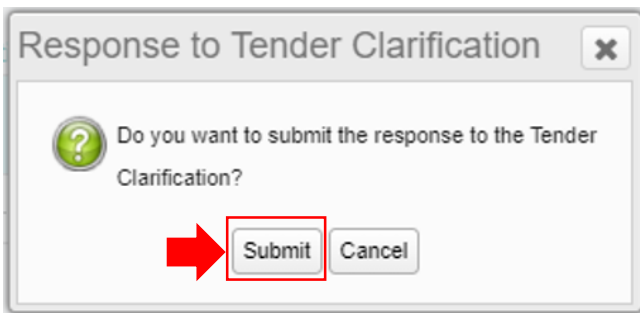 Response to Tender Clarification
Do you want to submit the response to the Tender
Clarification?
Submit Cancel